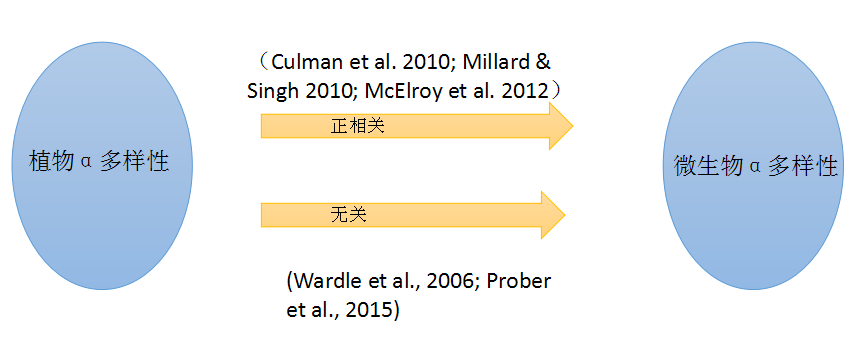 （Culman et al. 2010; Millard &
Singh 2010; McElroy et al. 2012）
正相关
植物α多样性
微生物α多样性
无关
(Wardle et al., 2006; Prober
et al., 2015)